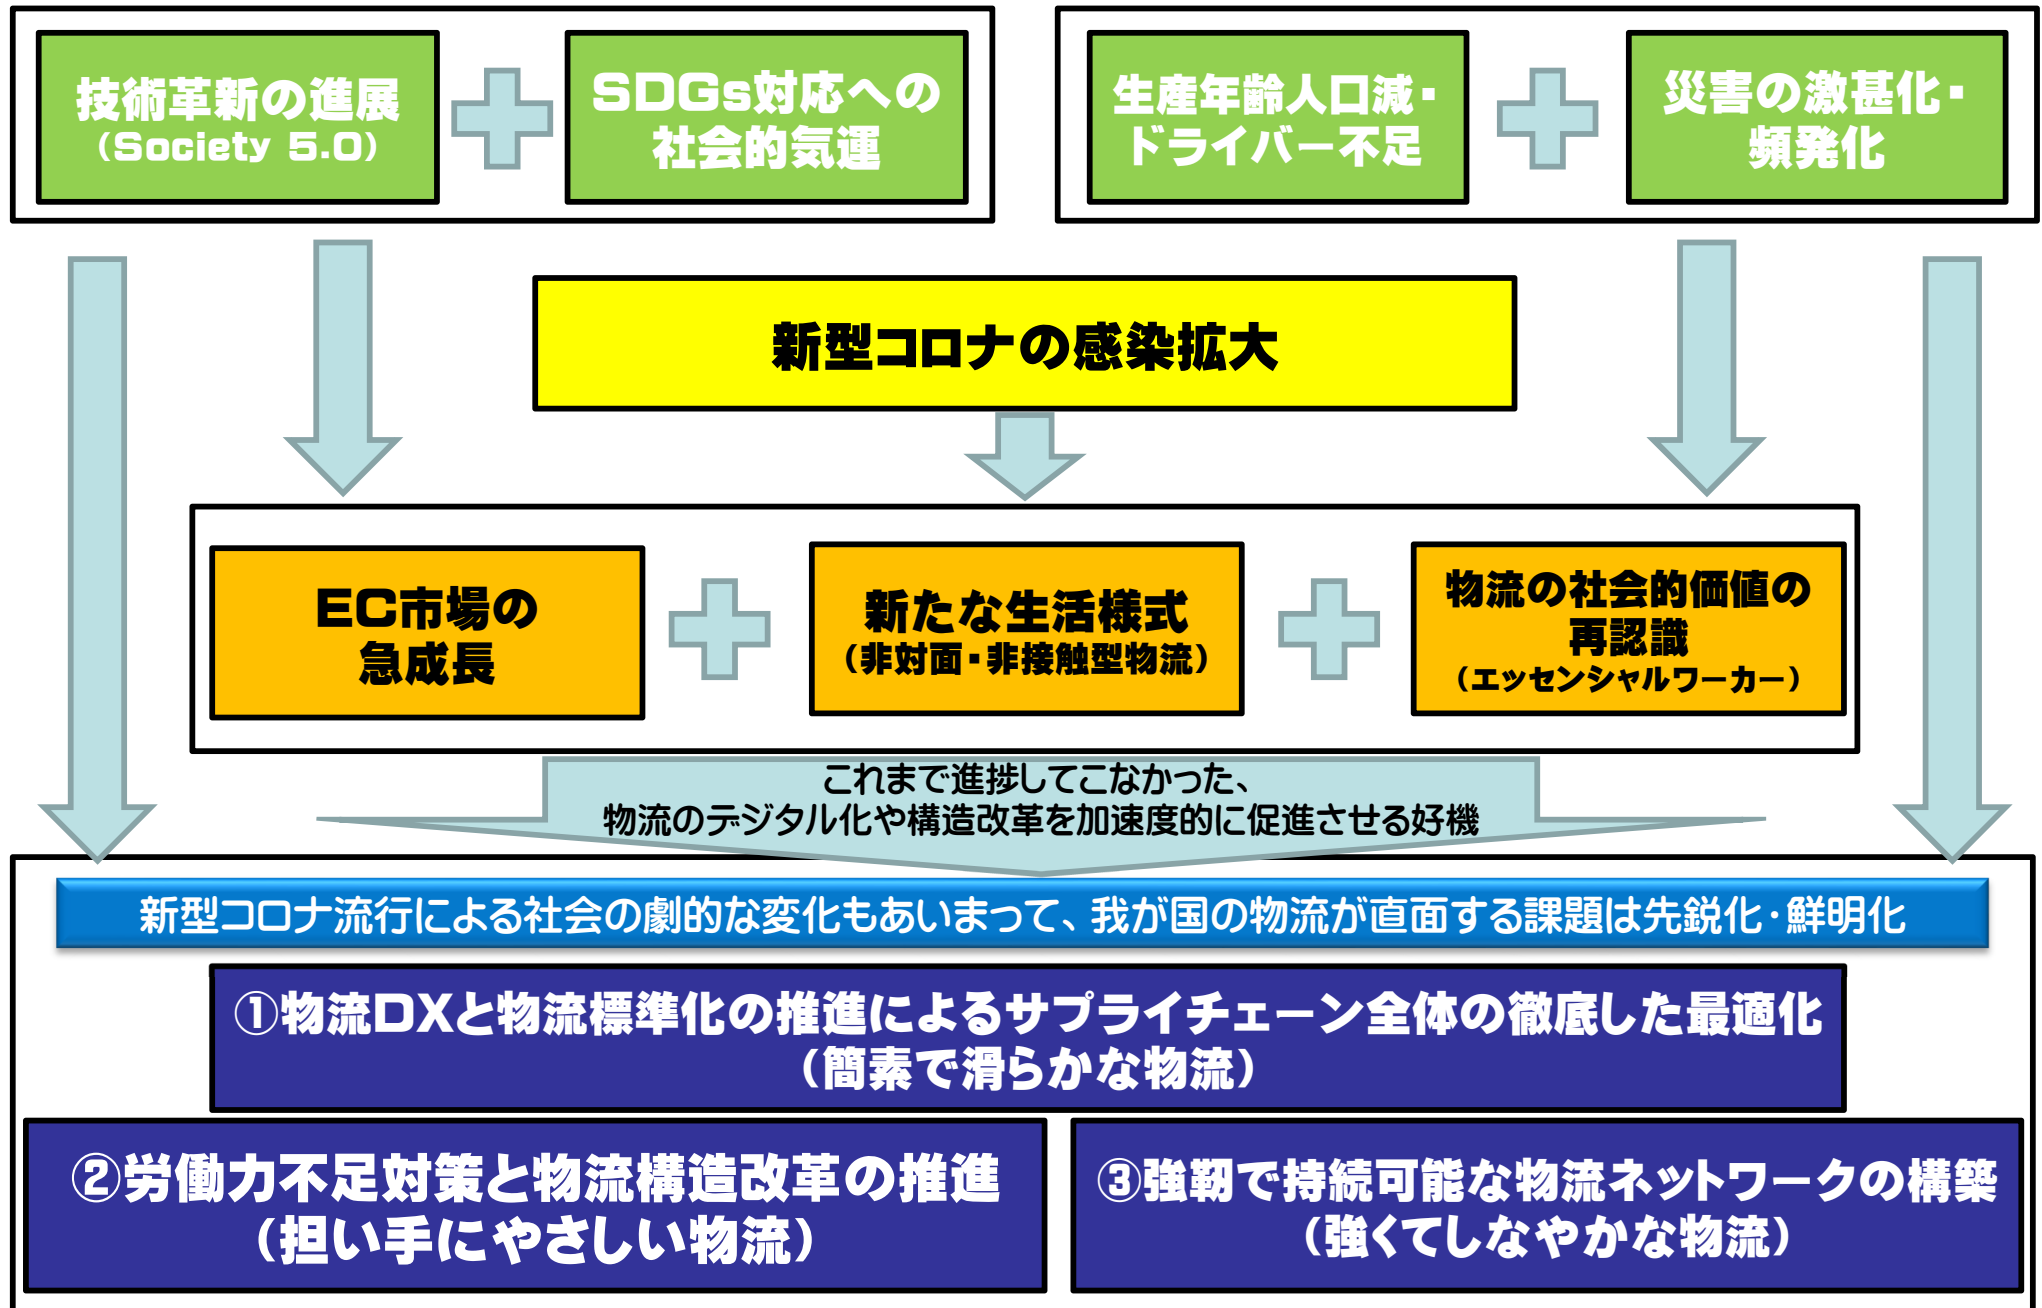 技術革新の進展
（Society 5.0）
SDGs対応への
社会的気運
生産年齢人口減・
ドライバー不足
災害の激甚化・
頻発化
新型コロナの感染拡大
EC市場の
急成長
新たな生活様式
（非対面・非接触型物流）
物流の社会的価値の
再認識
（エッセンシャルワーカー）
これまで進捗してこなかった、
物流のデジタル化や構造改革を加速度的に促進させる好機
新型コロナ流行による社会の劇的な変化もあいまって、我が国の物流が直面する課題は先鋭化・鮮明化
①物流DXと物流標準化の推進によるサプライチェーン全体の徹底した最適化
（簡素で滑らかな物流）
②労働力不足対策と物流構造改革の推進
（担い手にやさしい物流）
③強靭で持続可能な物流ネットワークの構築
（強くてしなやかな物流）